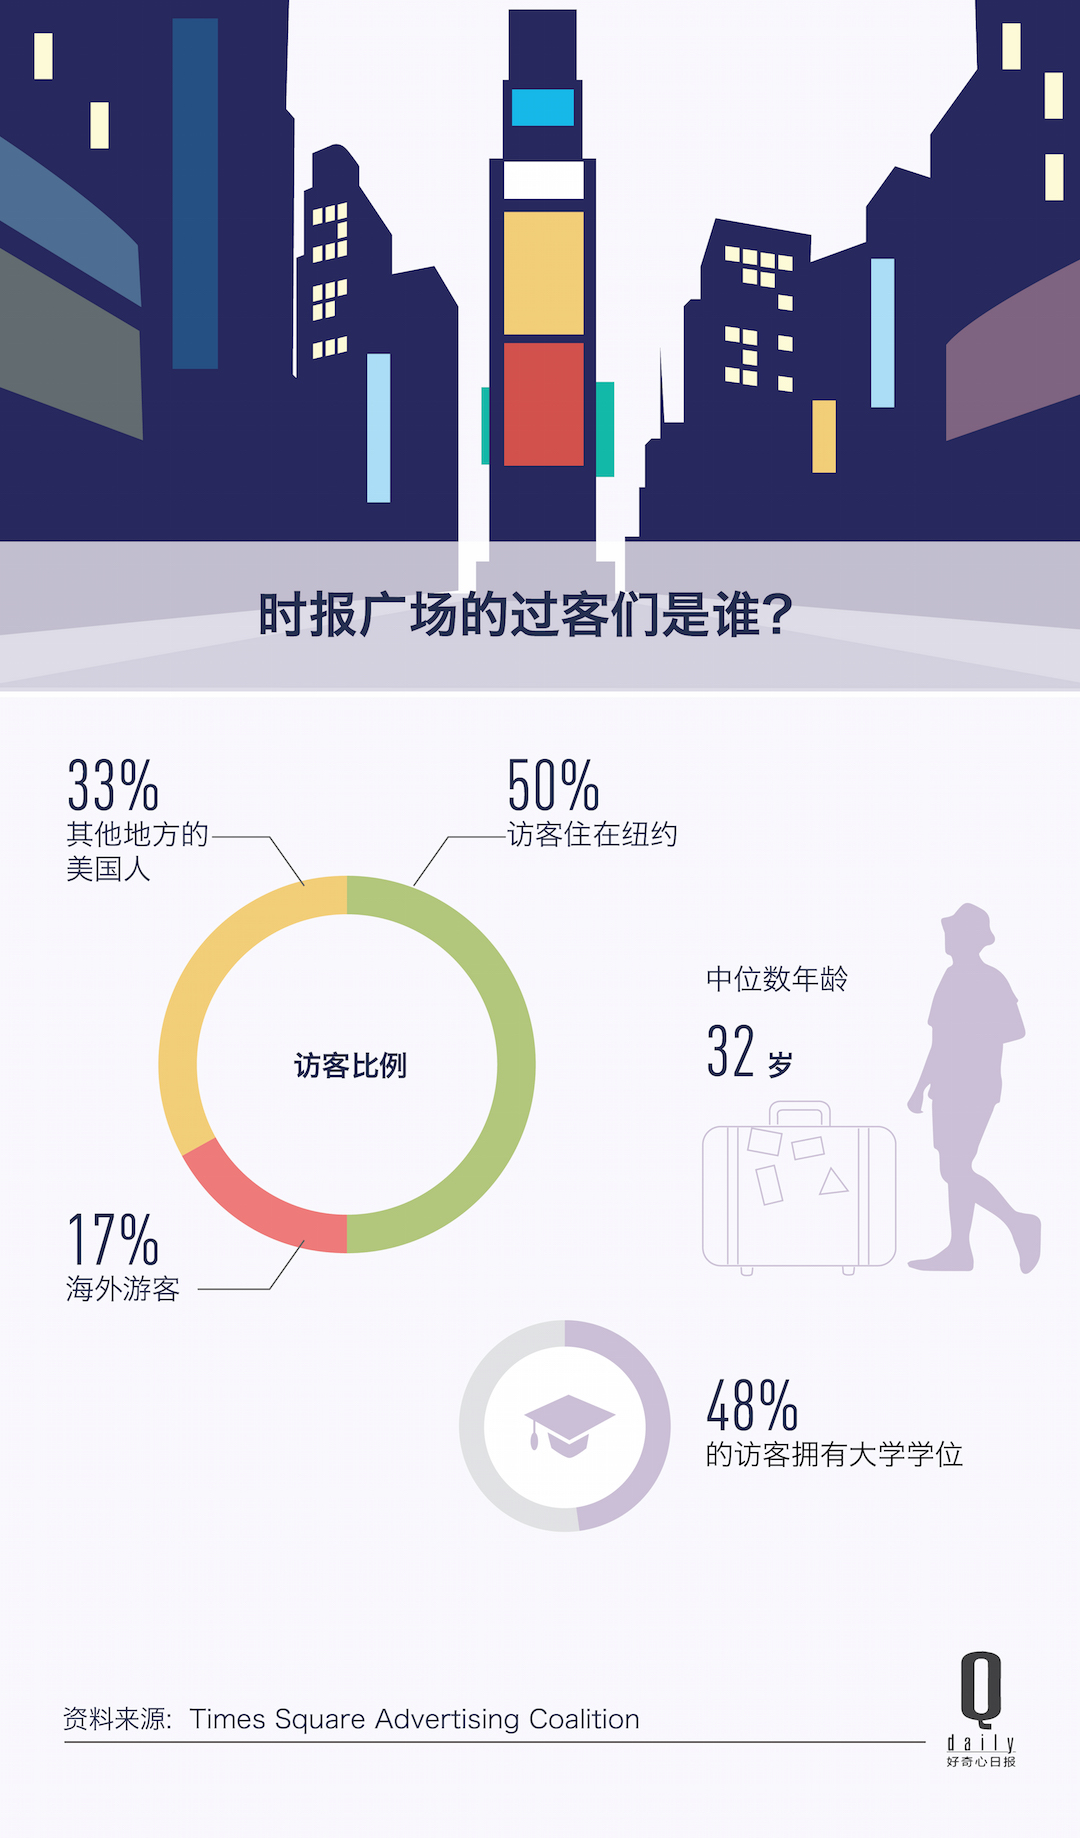 时报广场的过客们是谁?
33%
其他地方的
美国人
50%
访客住在纽约
访客比例
中位数年龄
32 岁
17%
海外游客
48%
的访客拥有大学学位
资料来源: Times Square Advertising Coalition
Q
daily
好奇心日报